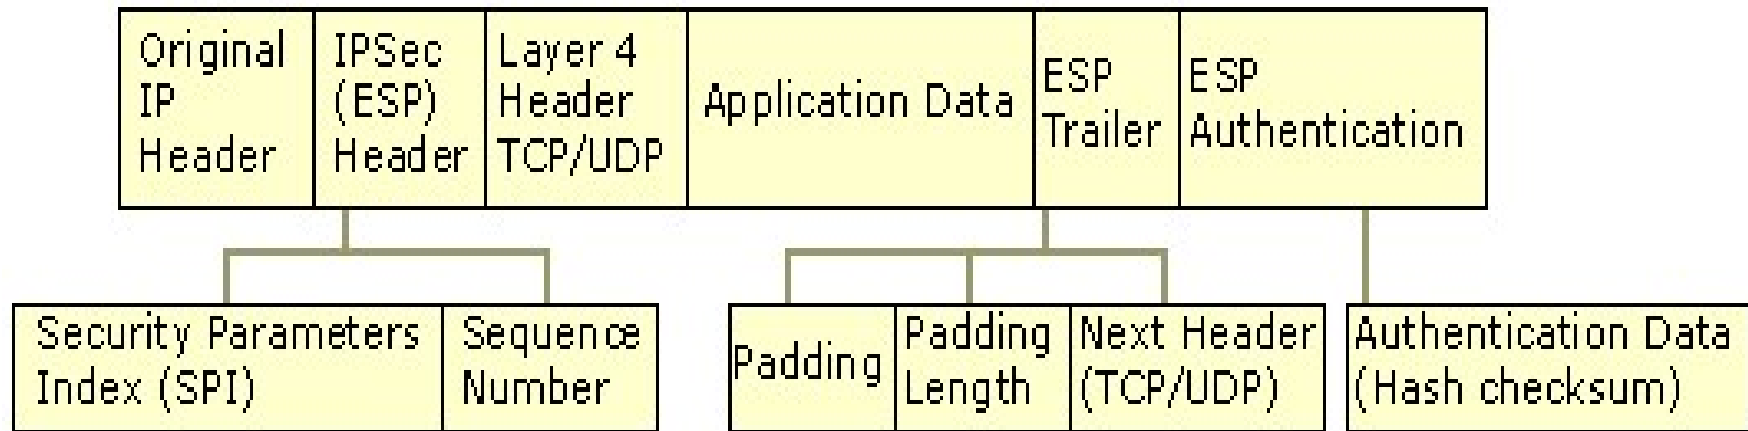 Original
IP
Header
IPSec
(ESP)
Header
Layer 4
Header
TCP/UDP
Application Data
ESP
Trailer
ESP
Authentication
Security Parameters
Index (SPI)
Sequence
Number
Padding
Padding
Length
Next Header
(TCP/UDP)
Authentication Data
(Hash checksum)